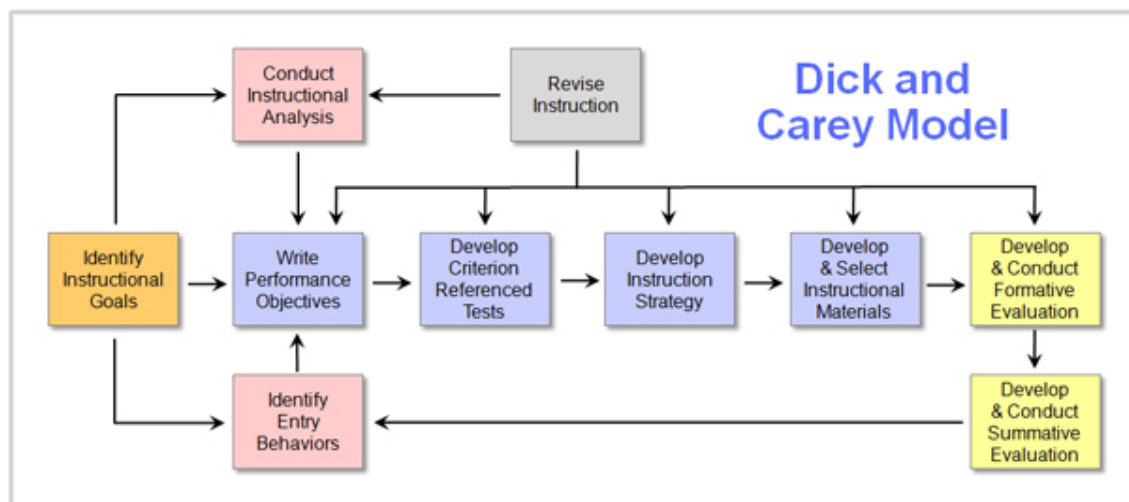 Conduct
Instructional
Analysis
Revise
Instruction
Dick and
Carey Model
Identify
Instructional
Goals
Write
Performance
Objectives
Develop
Criterion
Referenced
Tests
Develop
Instruction
Strategy
Develop
& Select
Instructional
Materials
Develop
& Conduct
Formative
Evaluation
Identify
Entry
Behaviors
Develop
& Conduct
Summative
Evaluation